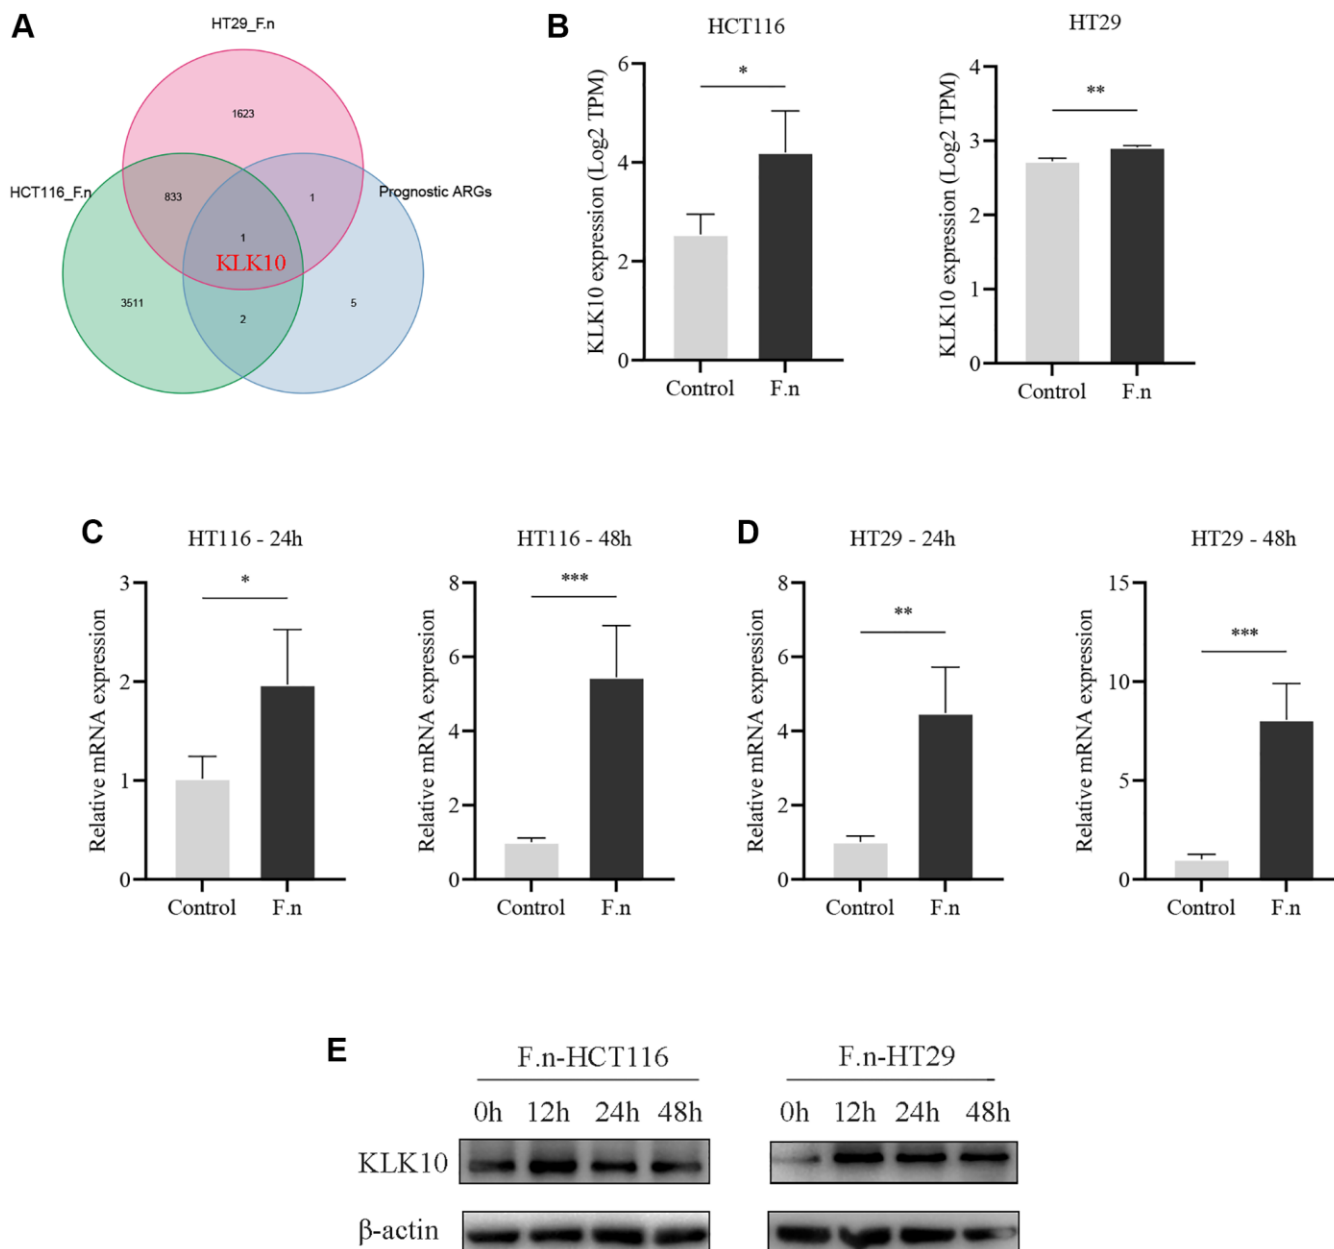 A
HT29_F.n
1623
HCT116_F.n
833
1
Prognostic ARGs
1
KLK10
3511
2
5
B
HCT116
KLK10 expression (Log2 TPM)
6
4
2
0
*
Control
F.n
HT29
KLK10 expression (Log2 TPM)
4
3
2
1
0
**
Control
F.n
C
HT116 - 24h
Relative mRNA expression
3
2
1
0
*
Control
F.n
HT116 - 48h
Relative mRNA expression
8
6
4
2
0
***
Control
F.n
D
HT29 - 24h
Relative mRNA expression
8
6
4
2
0
**
Control
F.n
HT29 - 48h
Relative mRNA expression
15
10
5
0
***
Control
F.n
E
F.n-HCT116
0h 12h 24h 48h
F.n-HT29
0h 12h 24h 48h
KLK10
β-actin